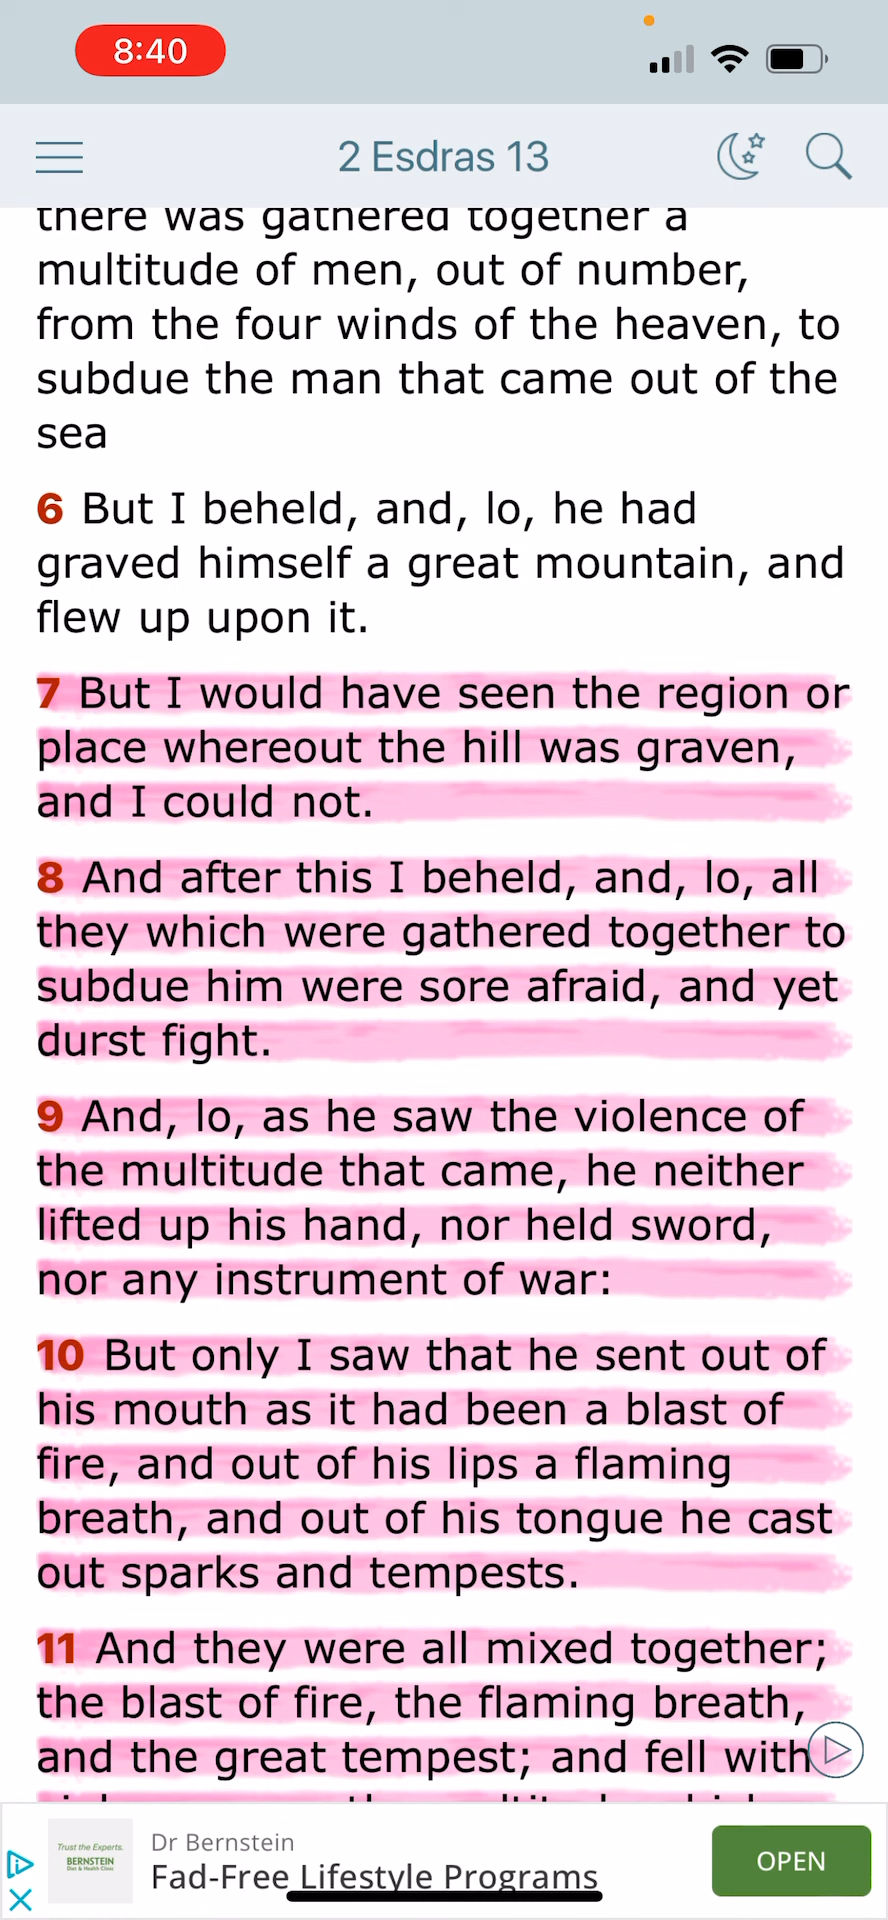 8:40
2 Esdras 13
there was gathered together a
multitude of men, out of number,
from the four winds of the heaven, to
subdue the man that came out of the
sea
6 But I beheld, and, lo, he had
graved himself a great mountain, and
flew up upon it.
7 But I would have seen the region or
place whereout the hill was graven,
and I could not.
8 And after this I beheld, and, lo, all
they which were gathered together to
subdue him were sore afraid, and yet
durst fight.
9 And, lo, as he saw the violence of
the multitude that came, he neither
lifted up his hand, nor held sword,
nor any instrument of war:
10 But only I saw that he sent out of
his mouth as it had been a blast of
fire, and out of his lips a flaming
breath, and out of his tongue he cast
out sparks and tempests.
11 And they were all mixed together;
the blast of fire, the flaming breath,
and the great tempest; and fell with
Trust the Experts.
BERNSTEIN
Diet & Health Clinic
Dr Bernstein
Fad-Free Lifestyle Programs
OPEN